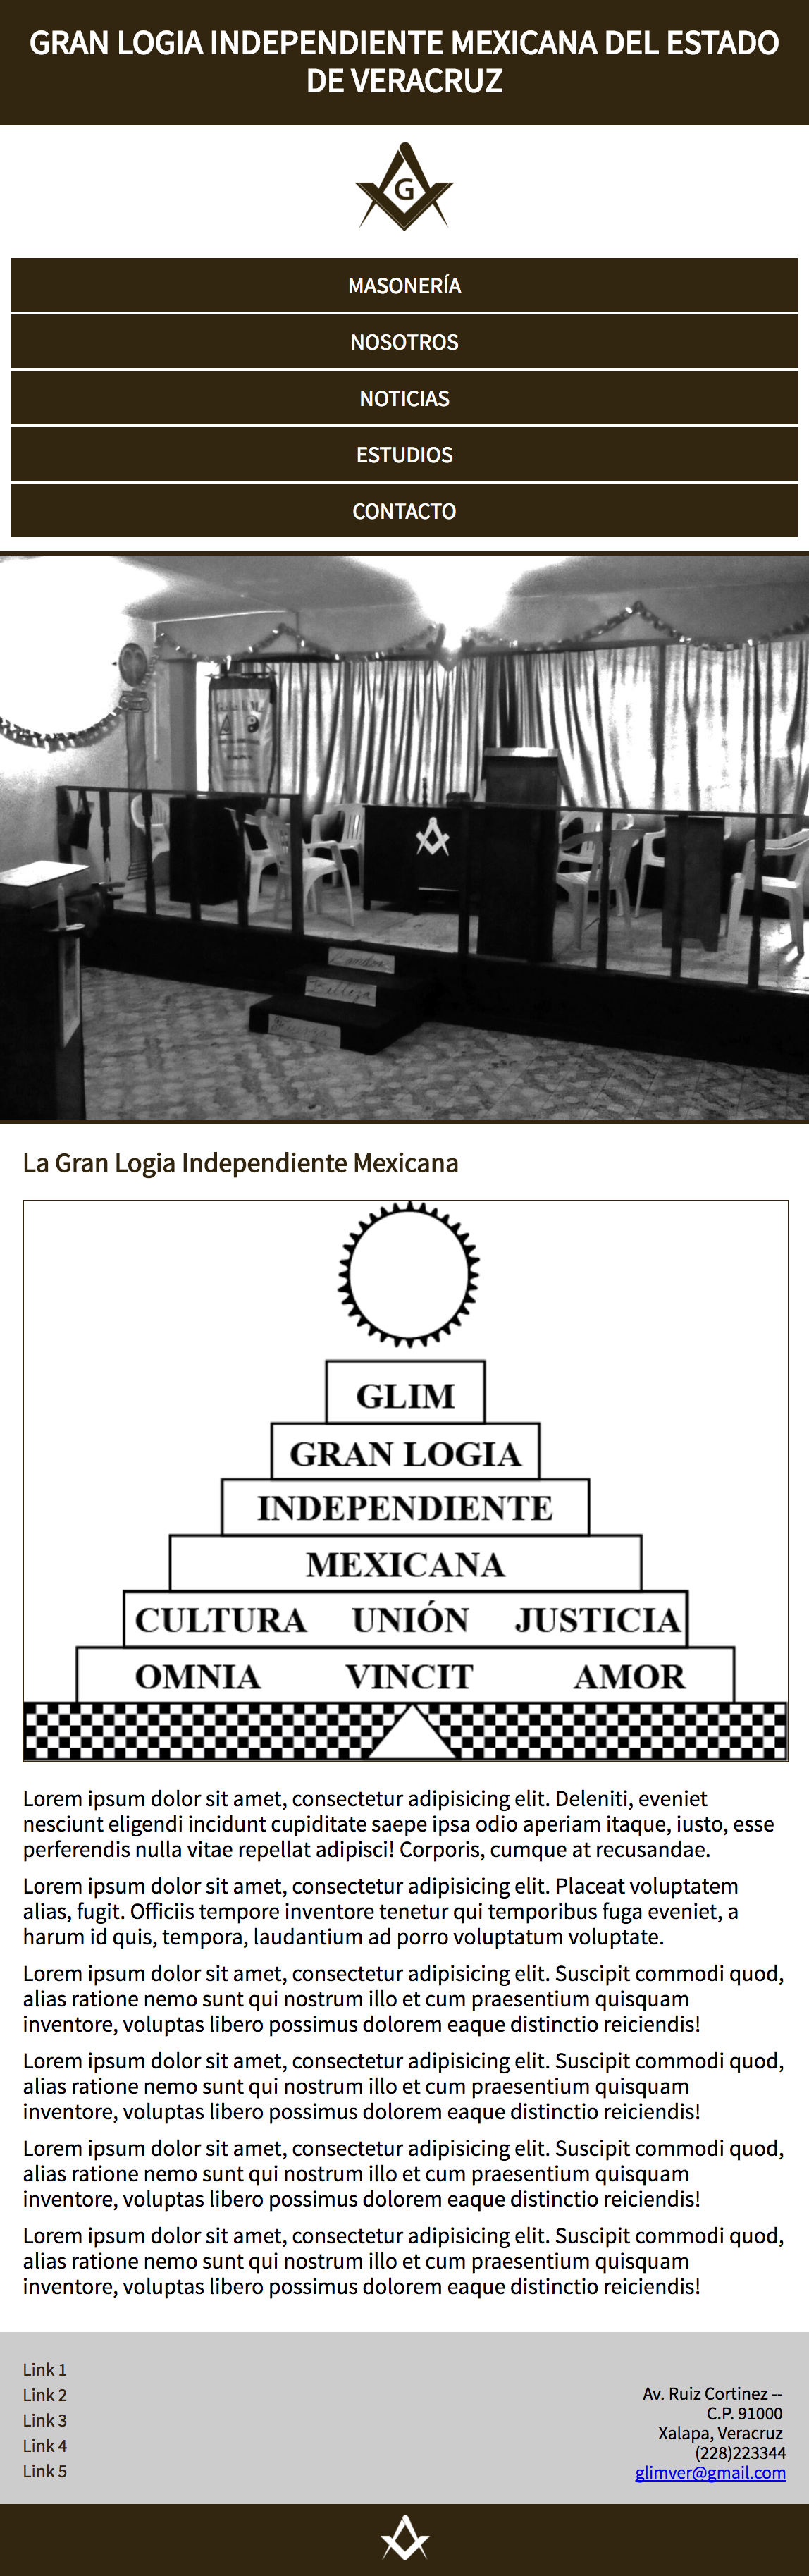 GRAN LOGIA INDEPENDIENTE MEXICANA DEL ESTADO
DE VERACRUZ
G
MASONERÍA
NOSOTROS
NOTICIAS
ESTUDIOS
CONTACTO
La Gran Logia Independiente Mexicana
GLIM
GRAN LOGIA
INDEPENDIENTE
MEXICANA
CULTURA UNIÓN JUSTICIA
OMNIA VINCIT AMOR
Lorem ipsum dolor sit amet, consectetur adipisicing elit. Deleniti, eveniet
nesciunt eligendi incidunt cupiditate saepe ipsa odio aperiam itaque, iusto, esse
perferendis nulla vitae repellat adipisci! Corporis, cumque at recusandae.
Lorem ipsum dolor sit amet, consectetur adipisicing elit. Placeat voluptatem
alias, fugit. Officiis tempore inventore tenetur qui temporibus fuga eveniet, a
harum id quis, tempora, laudantium ad porro voluptatum voluptate.
Lorem ipsum dolor sit amet, consectetur adipisicing elit. Suscipit commodi quod,
alias ratione nemo sunt qui nostrum illo et cum praesentium quisquam
inventore, voluptas libero possimus dolorem eaque distinctio reiciendis!
Lorem ipsum dolor sit amet, consectetur adipisicing elit. Suscipit commodi quod,
alias ratione nemo sunt qui nostrum illo et cum praesentium quisquam
inventore, voluptas libero possimus dolorem eaque distinctio reiciendis!
Lorem ipsum dolor sit amet, consectetur adipisicing elit. Suscipit commodi quod,
alias ratione nemo sunt qui nostrum illo et cum praesentium quisquam
inventore, voluptas libero possimus dolorem eaque distinctio reiciendis!
Lorem ipsum dolor sit amet, consectetur adipisicing elit. Suscipit commodi quod,
alias ratione nemo sunt qui nostrum illo et cum praesentium quisquam
inventore, voluptas libero possimus dolorem eaque distinctio reiciendis!
Link 1
Link 2
Link 3
Link 4
Link 5
Av. Ruiz Cortinez --
C.P. 91000
Xalapa, Veracruz
(228)223344
glimver@gmail.com